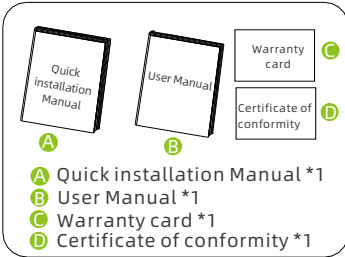 Quick
installation
Manual
A
User Manual
B
Warranty
card
C
Certificate of
conformity
D
A Quick installation Manual *1
B User Manual *1
C Warranty card *1
D Certificate of conformity *1